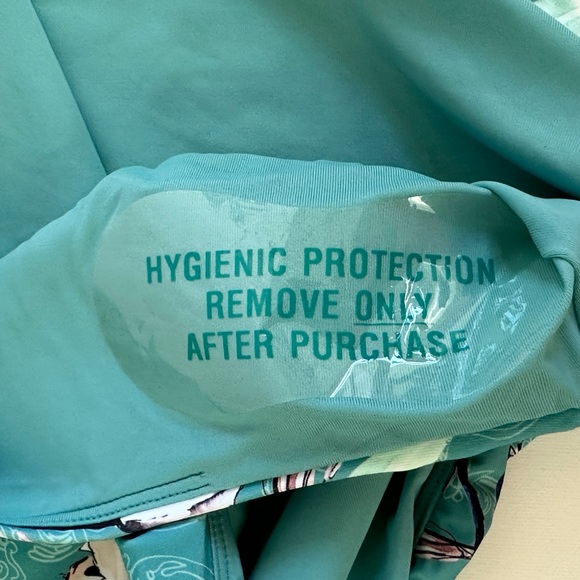 HYGIENIC PROTECTION
REMOVE ONLY
AFTER PURCHASE